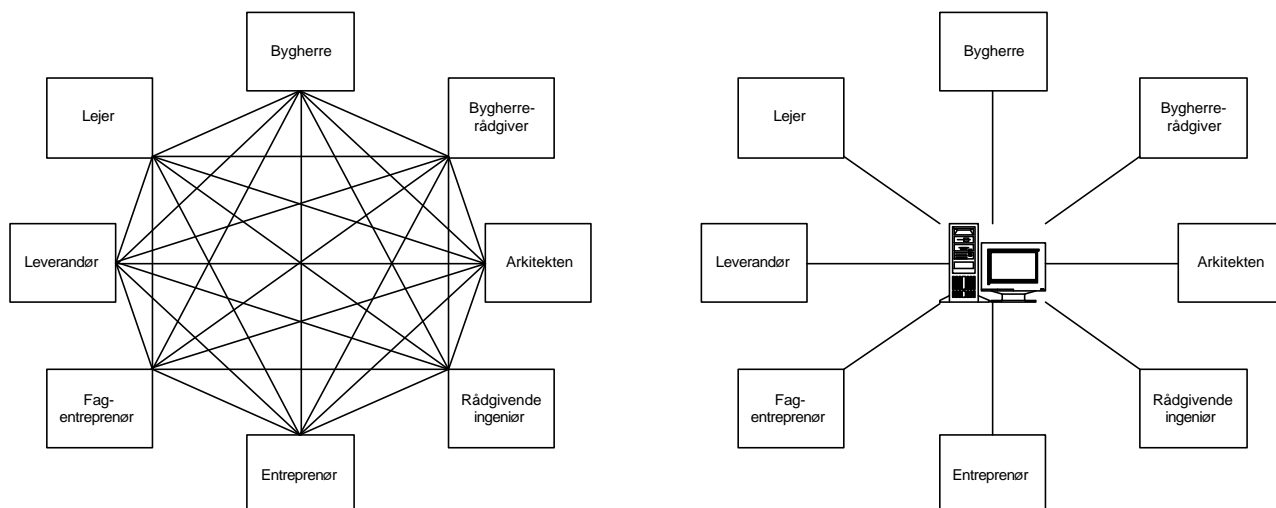 Bygherre
Lejer
Bygherre-
rådgiver
Leverandør
Arkitekten
Fag-
entreprenør
Rådgivende
ingeniør
Entreprenør
Bygherre
Lejer
Bygherre-
rådgiver
Leverandør
Arkitekten
Fag-
entreprenør
Rådgivende
ingeniør
Entreprenør